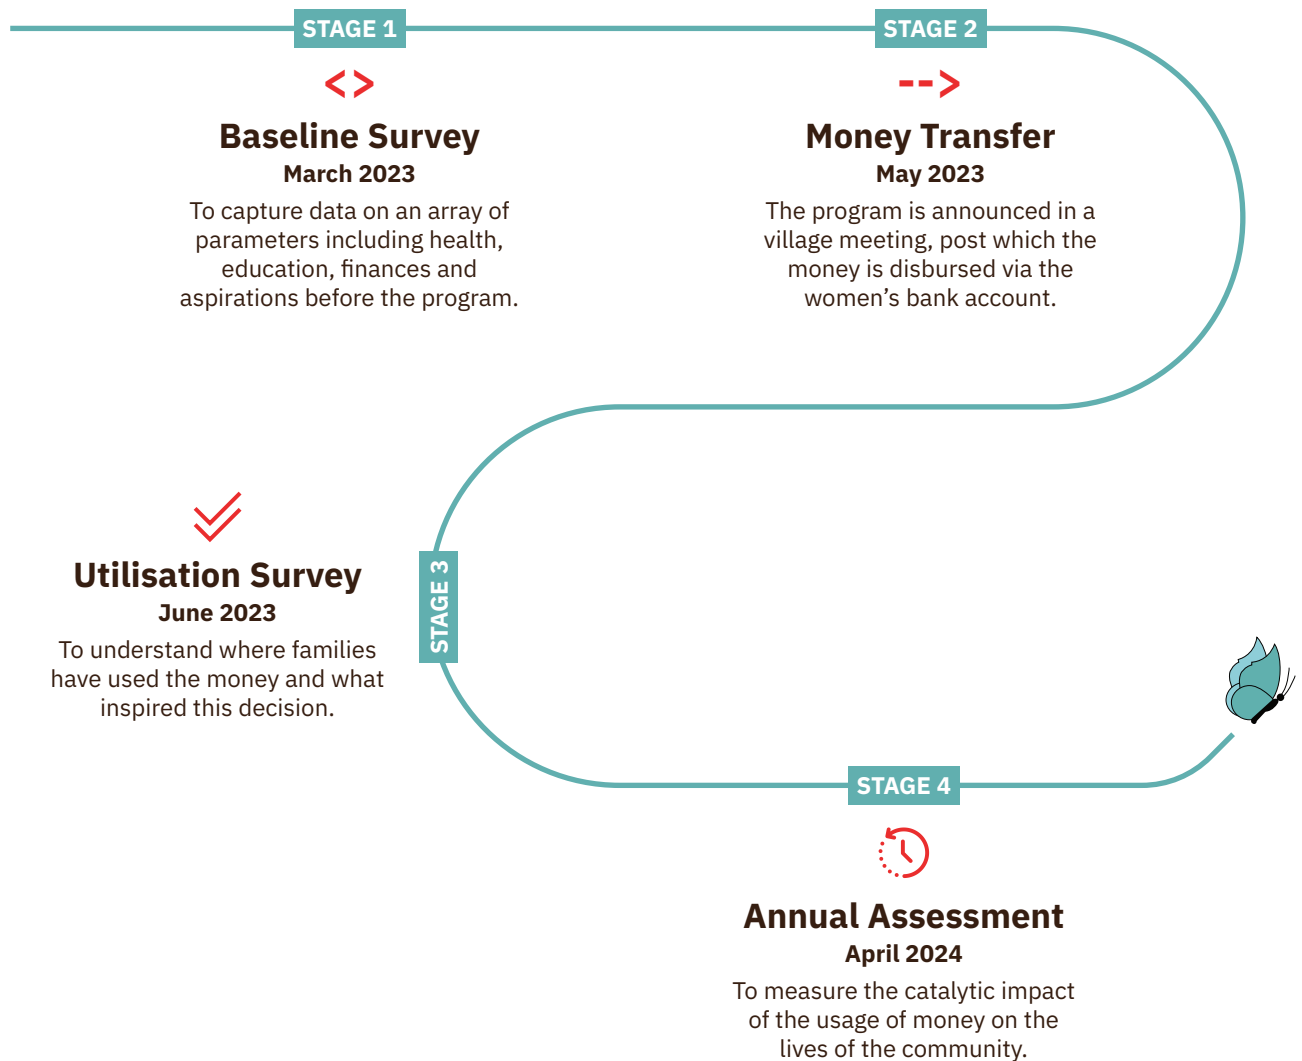 STAGE 1
<>
Baseline Survey
March 2023
To capture data on an array of
parameters including health,
education, finances and
aspirations before the program.
STAGE 2
-->
Money Transfer
May 2023
The program is announced in a
village meeting, post which the
money is disbursed via the
women’s bank account.
STAGE 3
Utilisation Survey
June 2023
To understand where families
have used the money and what
inspired this decision.
STAGE 4
Annual Assessment
April 2024
To measure the catalytic impact
of the usage of money on the
lives of the community.